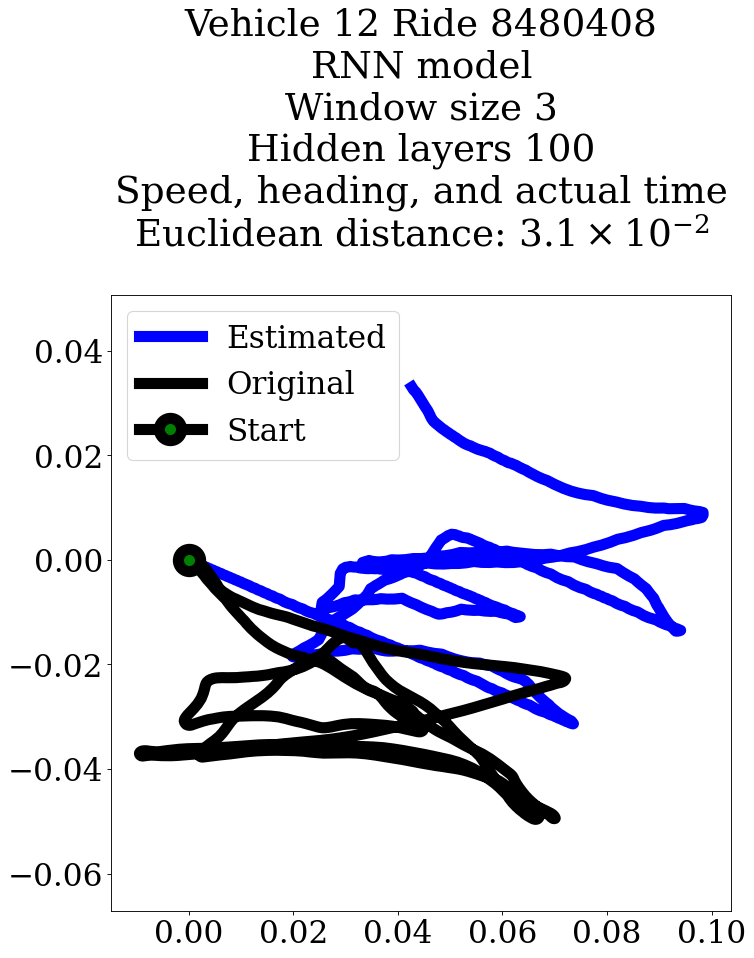 Vehicle 12 Ride 8480408
RNN model
Window size 3
Hidden layers 100
Speed, heading, and actual time
Euclidean distance: 3.1 × 10⁻²
Estimated
Original
Start
0.04
0.02
0.00
−0.02
−0.04
−0.06
0.00 0.02 0.04 0.06 0.08 0.10